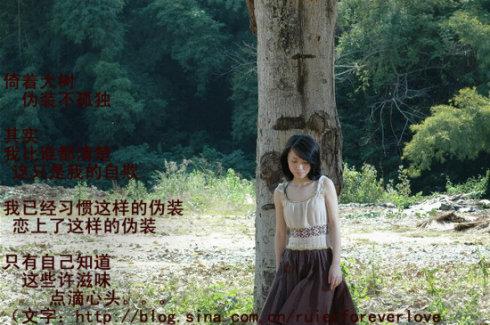 倚着大树
伪装不孤独
其实
我比谁都清楚
这只是我的自欺
我已经习惯这样的伪装
恋上了这样的伪装
只有自己知道
这些许滋味
点滴心头。。。
（文字：http://blog.sina.com.cn/ruiesforeverlove